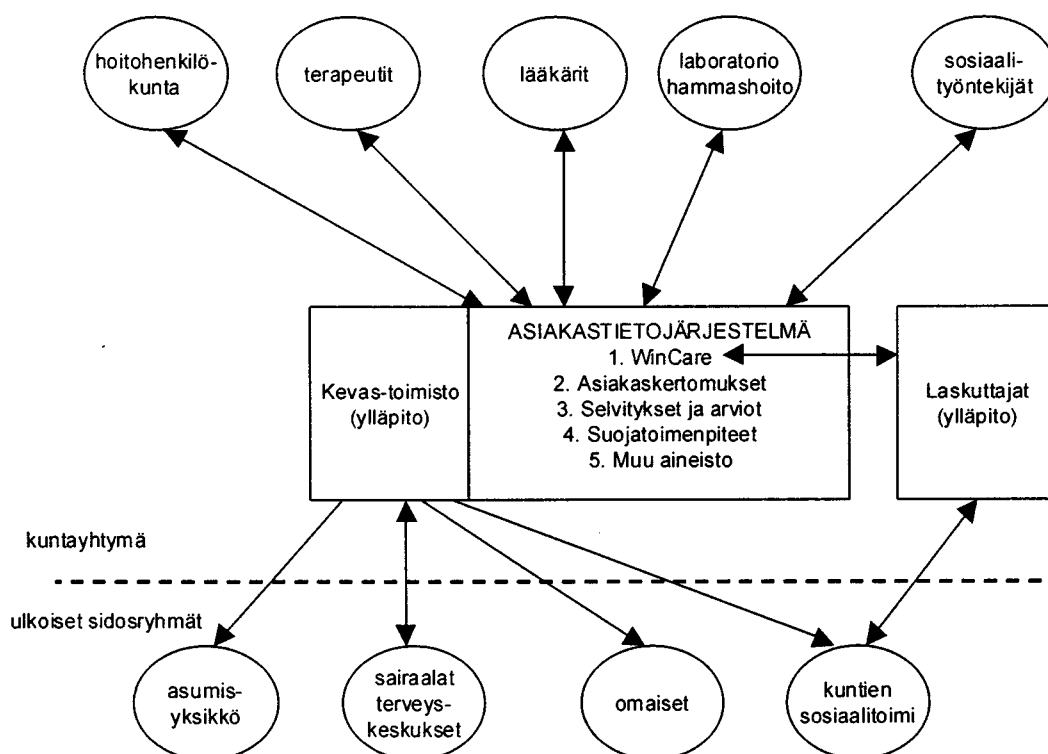 hoitohenkilö-
kunta
terapeutit
lääkärit
laboratorio
hammashoito
sosiaali-
työntekijät
Kevas-toimisto
(ylläpito)
ASIAKASTIETOJÄRJESTELMÄ
1. WinCare
2. Asiakaskertomukset
3. Selvitykset ja arviot
4. Suojatoimenpiteet
5. Muu aineisto
Laskuttajat
(ylläpito)
kuntayhtymä
ulkoiset sidosryhmät
asumis-
yksikkö
sairaalat
terveys-
keskukset
omaiset
kuntien
sosiaalitoimi